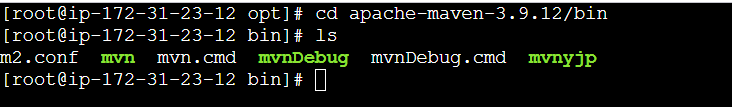 [root@ip-172-31-23-12 opt]# cd apache-maven-3.9.12/bin
[root@ip-172-31-23-12 bin]# ls
m2.conf  mvn  mvn.cmd  mvnDebug  mvnDebug.cmd  mvnyjp
[root@ip-172-31-23-12 bin]#